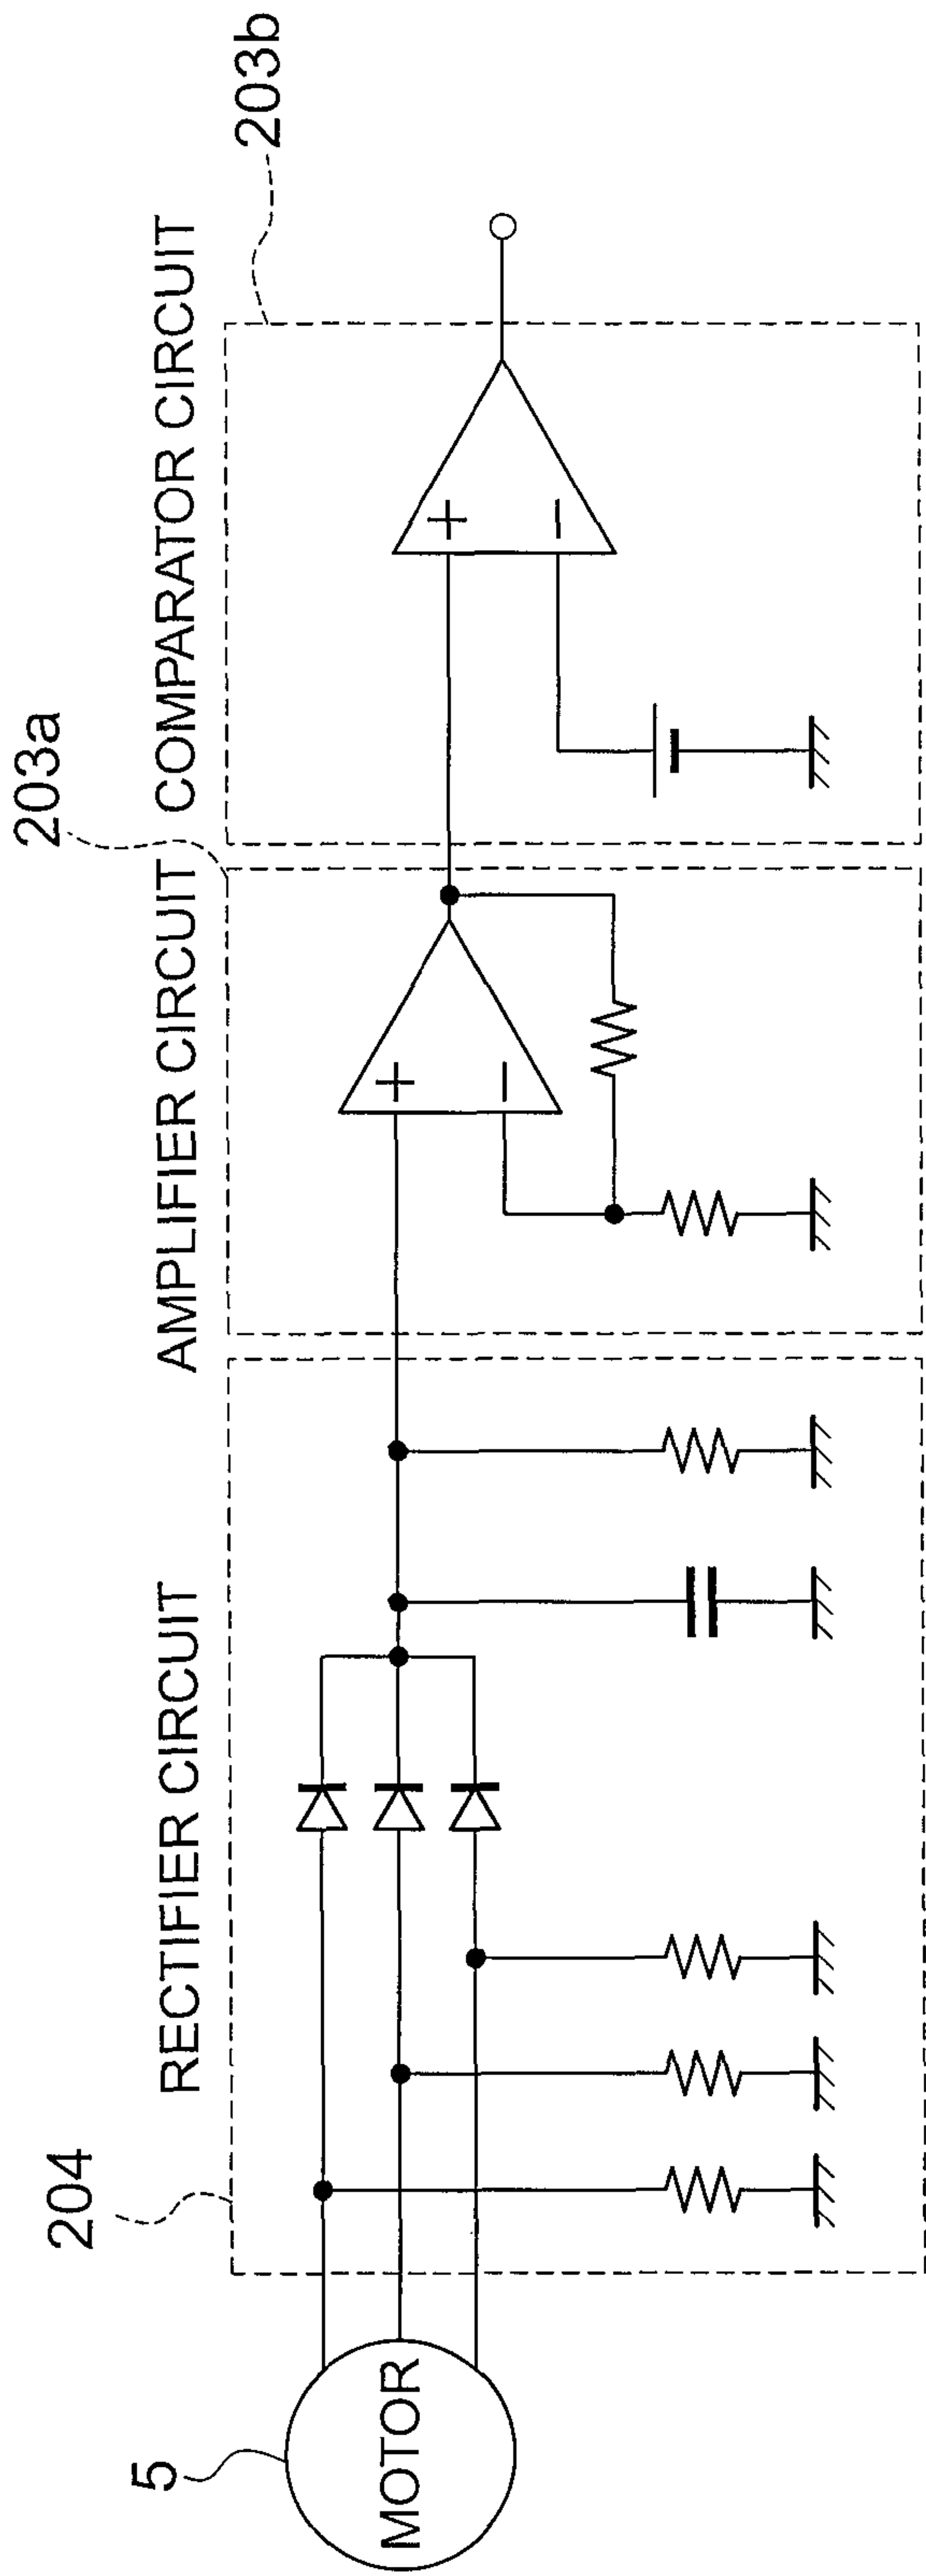 203a
203b
204
RECTIFIER CIRCUIT
AMPLIFIER CIRCUIT
COMPARATOR CIRCUIT
5
MOTOR
+
−
+
−